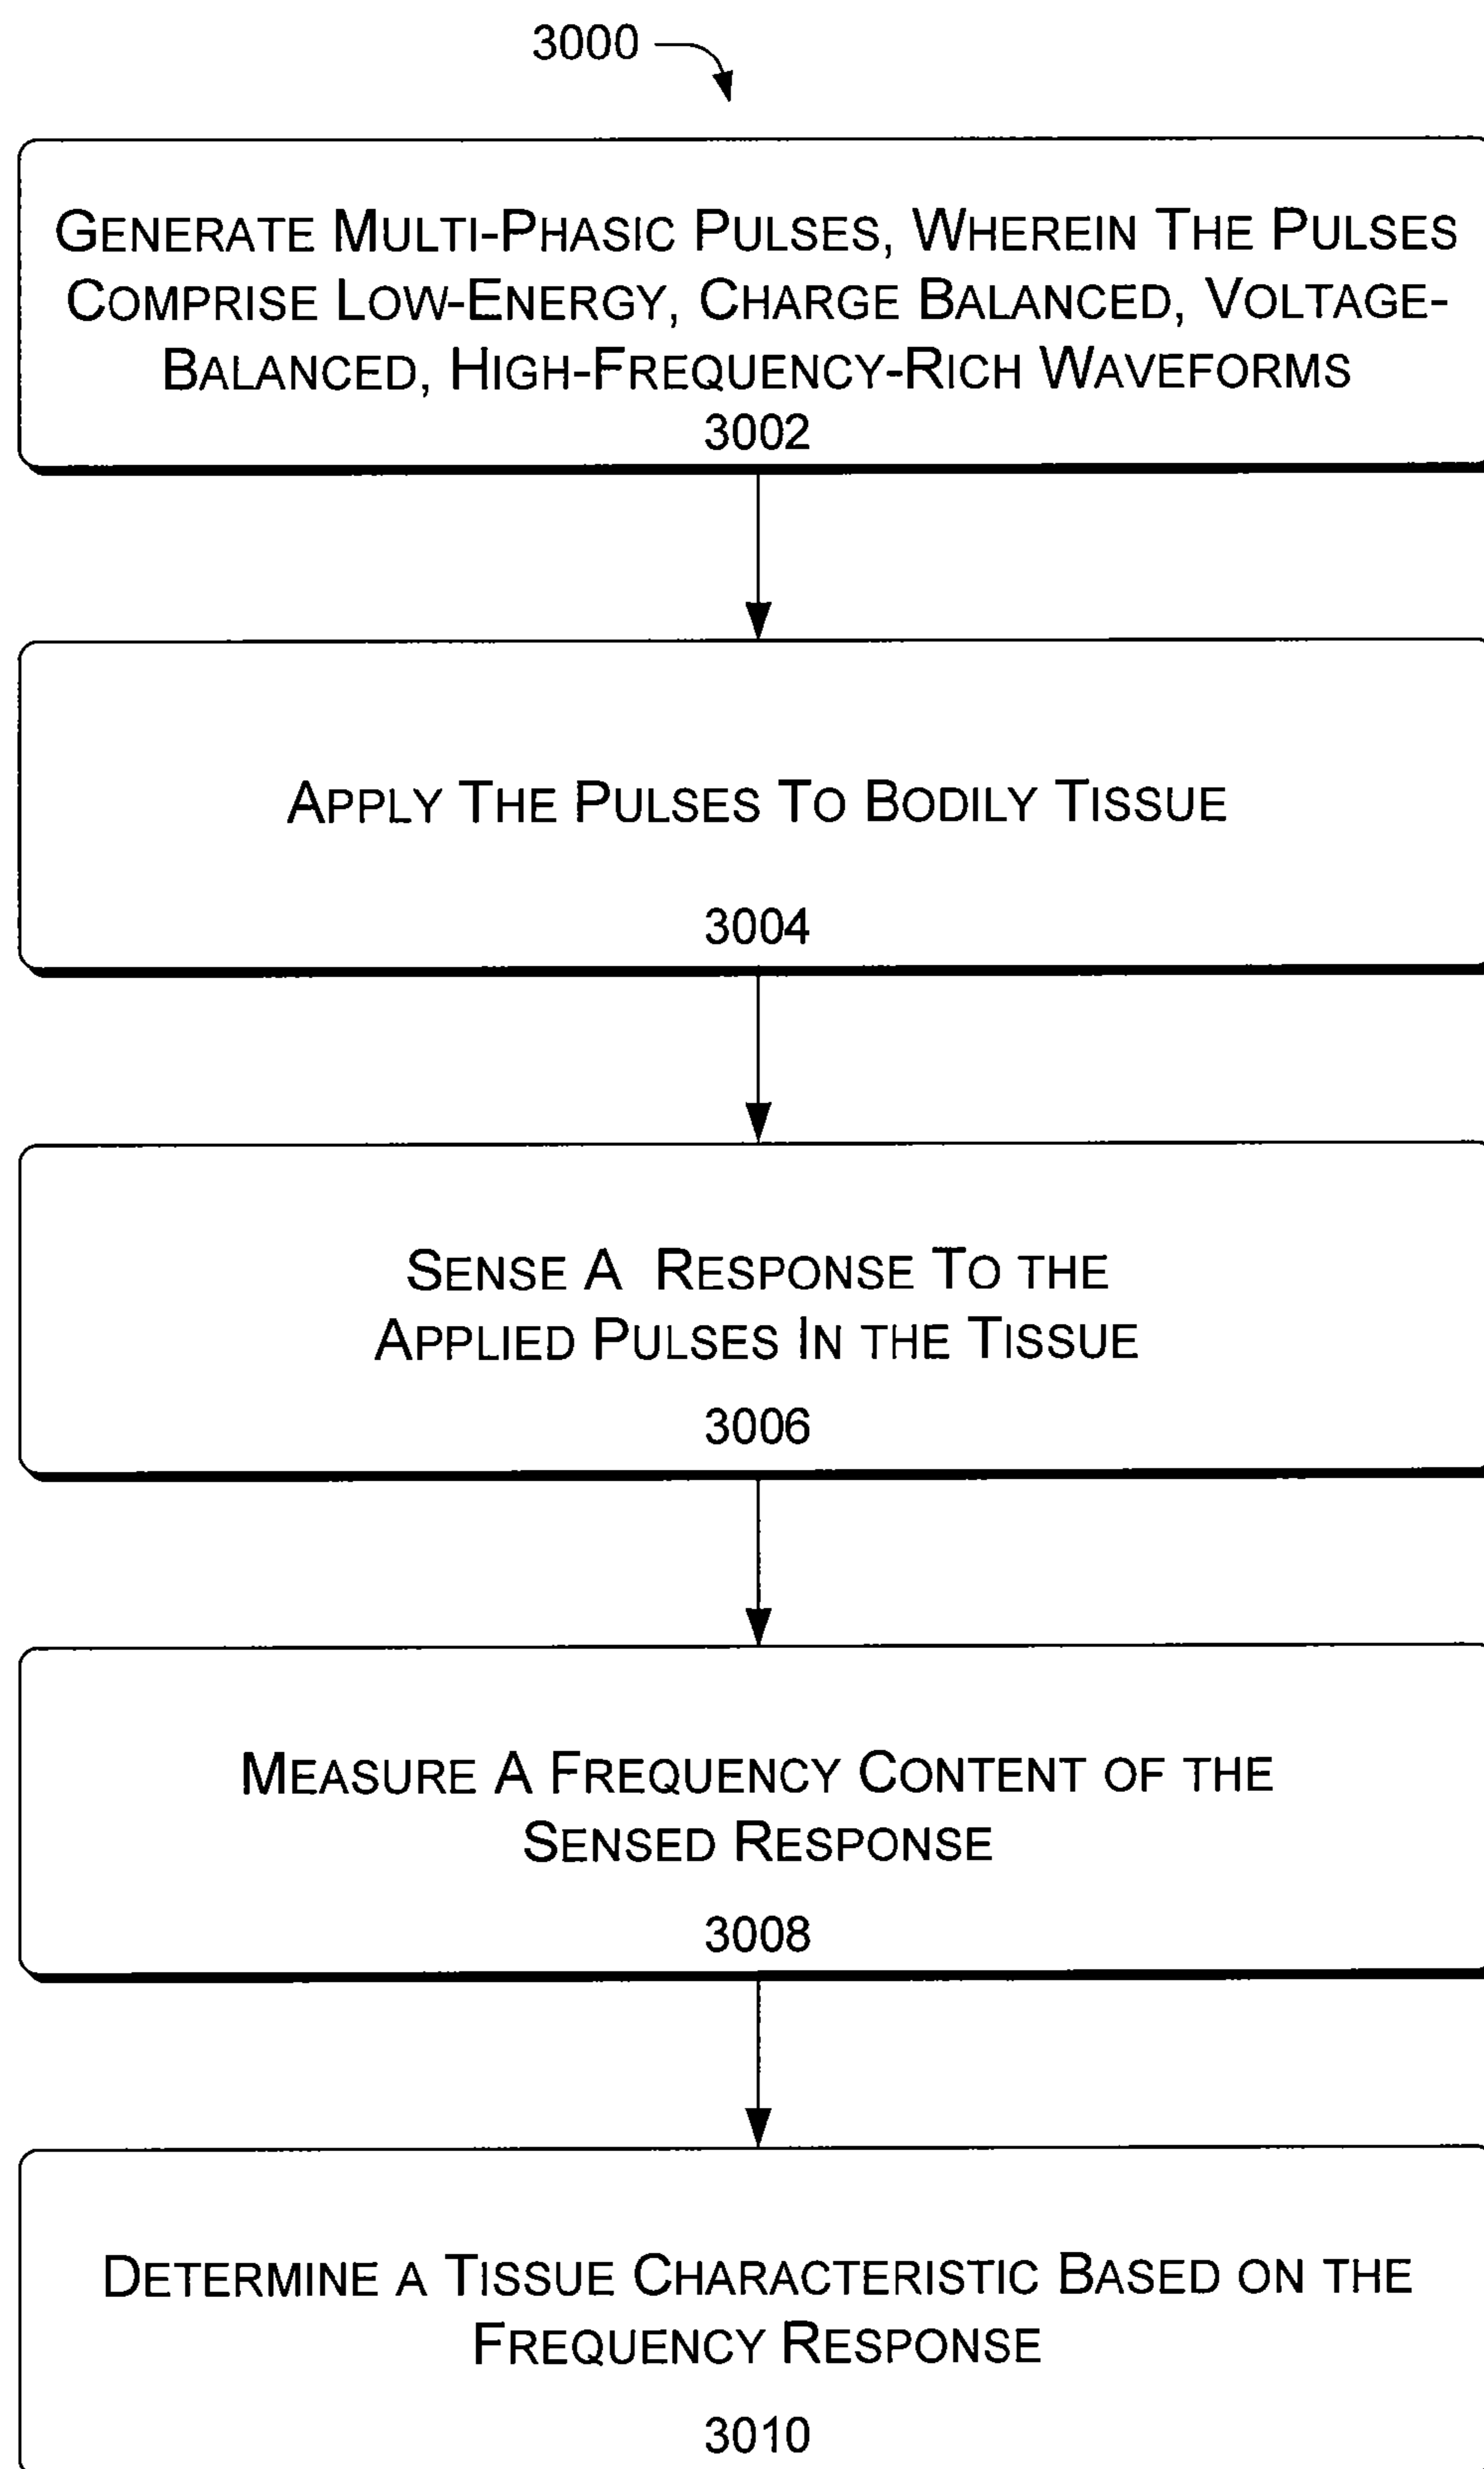 3000
GENERATE MULTI-PHASIC PULSES, WHEREIN THE PULSES
COMPRISE LOW-ENERGY, CHARGE BALANCED, VOLTAGE-
BALANCED, HIGH-FREQUENCY-RICH WAVEFORMS
3002
APPLY THE PULSES TO BODILY TISSUE
3004
SENSE A RESPONSE TO THE
APPLIED PULSES IN THE TISSUE
3006
MEASURE A FREQUENCY CONTENT OF THE
SENSED RESPONSE
3008
DETERMINE A TISSUE CHARACTERISTIC BASED ON THE
FREQUENCY RESPONSE
3010